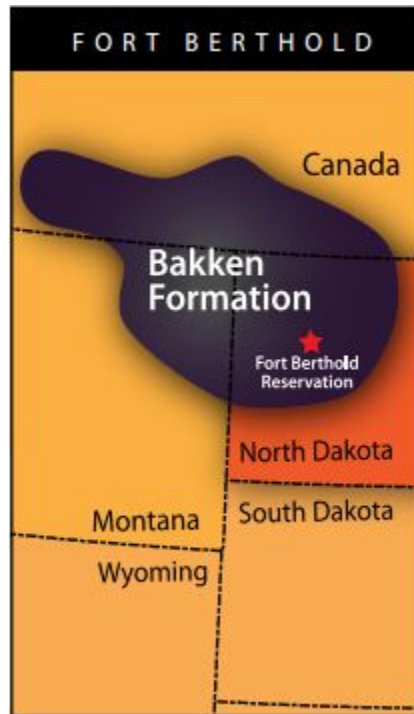 FORT BERTHOLD
Canada
Bakken
Formation
Fort Berthold
Reservation
North Dakota
Montana
South Dakota
Wyoming